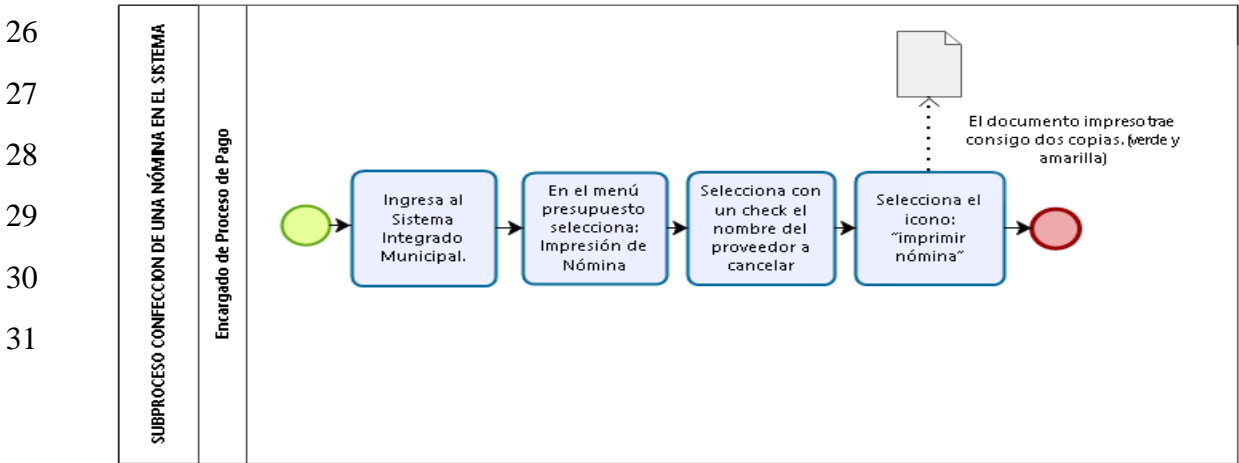 26
27
28
29
30
31
SUBPROCESO CONFECCION DE UNA NÓMINA EN EL SISTEMA
Encargado de Proceso de Pago
Ingresa al
Sistema
Integrado
Municipal.
En el menú
presupuesto
selecciona:
Impresión de
Nómina
Selecciona con
un check el
nombre del
proveedor a
cancelar
Selecciona el
icono:
“imprimir
nómina”
El documento impreso trae
consigo dos copias. (verde y
amarilla)